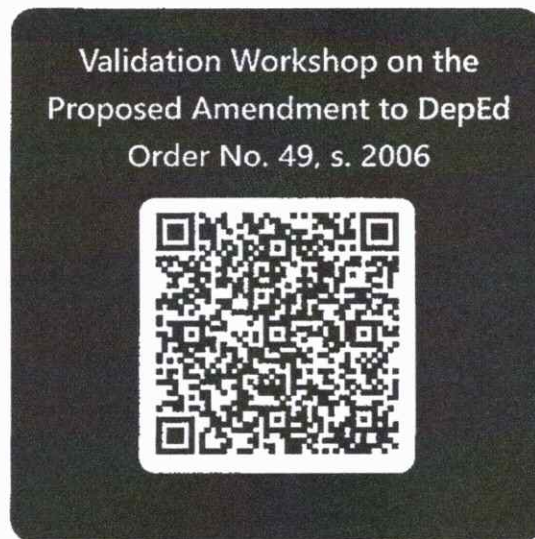 Validation Workshop on the
Proposed Amendment to DepEd
Order No. 49, s. 2006